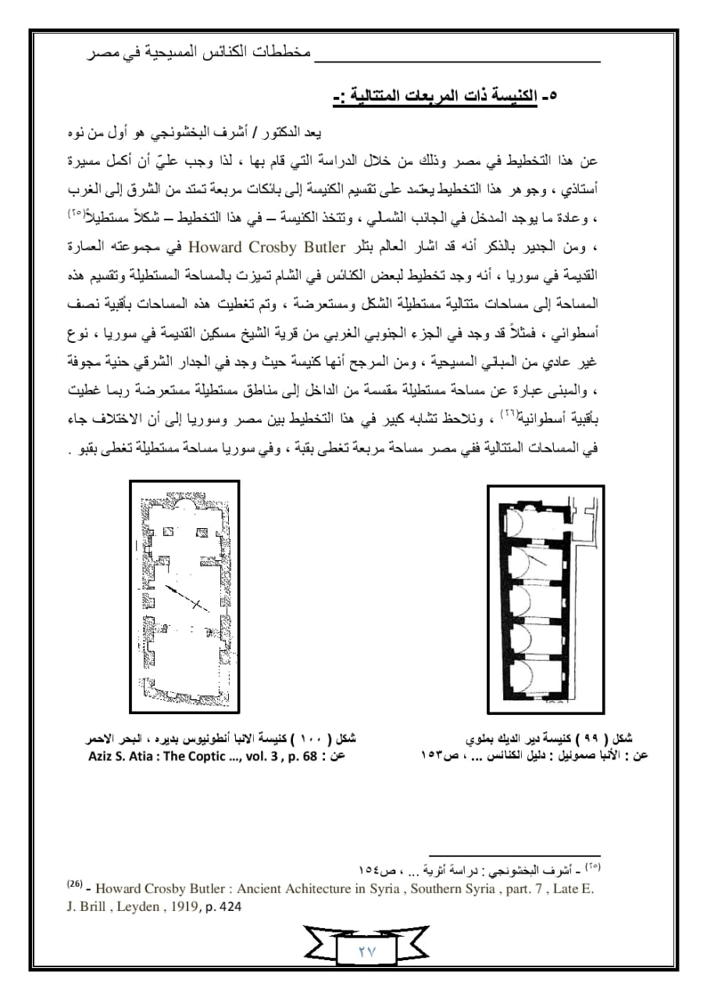 مخططات الكنائس المسيحية في مصر
٥- الكنيسة ذات المربعات المتتالية :-
يعد الدكتور / أشرف البخشونجي هو أول من نوه
عن هذا التخطيط في مصر وذلك من خلال الدراسة التي قام بها ، لذا وجب عليّ أن أكمل مسيرة
أستاذي ، وجوهر هذا التخطيط يعتمد على تقسيم الكنيسة إلى بائكات مربعة تمتد من الشرق إلى الغرب
، وعادة ما يوجد المدخل في الجانب الشمالي ، وتتخذ الكنيسة – في هذا التخطيط – شكلاً مستطيلاً(٢٥)
، ومن الجدير بالذكر أنه قد اشار العالم بتلر Howard Crosby Butler في مجموعته العمارة
القديمة في سوريا ، أنه وجد تخطيط لبعض الكنائس في الشام تميزت بالمساحة المستطيلة وتقسيم هذه
المساحة إلى مساحات متتالية مستطيلة الشكل ومستعرضة ، وتم تغطيت هذه المساحات بأقبية نصف
أسطواني ، فمثلاً قد وجد في الجزء الجنوبي الغربي من قرية الشيخ مسكين القديمة في سوريا ، نوع
غير عادي من المباني المسيحية ، ومن المرجح أنها كنيسة حيث وجد في الجدار الشرقي حنية مجوفة
، والمبنى عبارة عن مساحة مستطيلة مقسمة من الداخل إلى مناطق مستطيلة مستعرضة ربما غطيت
بأقبية أسطوانية(٢٦) ، ونلاحظ تشابه كبير في هذا التخطيط بين مصر وسوريا إلى أن الاختلاف جاء
في المساحات المتتالية ففي مصر مساحة مربعة تغطى بقبة ، وفي سوريا مساحة مستطيلة تغطى بقبو .
شكل ( ٩٩ ) كنيسة دير الديك بملوي
عن : الأنبا صموئيل : دليل الكنائس ... ، ص١٥٣
شكل ( ١٠٠ ) كنيسة الانبا أنطونيوس بديره ، البحر الاحمر
عن : Aziz S. Atia : The Coptic …, vol. 3 , p. 68
(٢٥) - أشرف البخشونجي : دراسة أثرية ... ، ص١٥٤
(26) - Howard Crosby Butler : Ancient Achitecture in Syria , Southern Syria , part. 7 , Late E.
J. Brill , Leyden , 1919, p. 424
٢٧